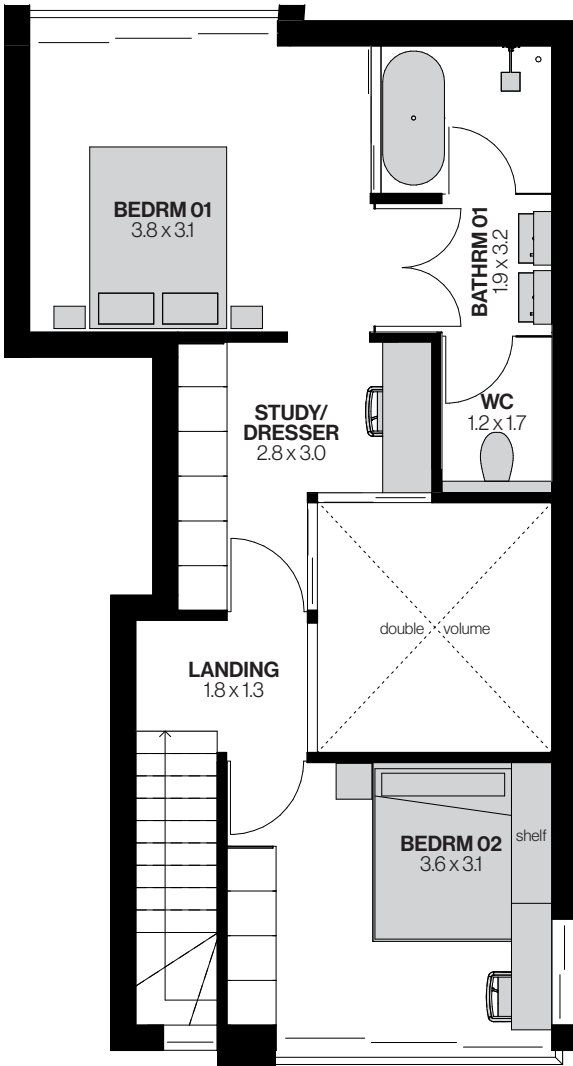 BEDRM 01
3.8 x 3.1
BATHRM 01
1.9 x 3.2
WC
1.2 x 1.7
STUDY/
DRESSER
2.8 x 3.0
double volume
LANDING
1.8 x 1.3
BEDRM 02
3.6 x 3.1
shelf